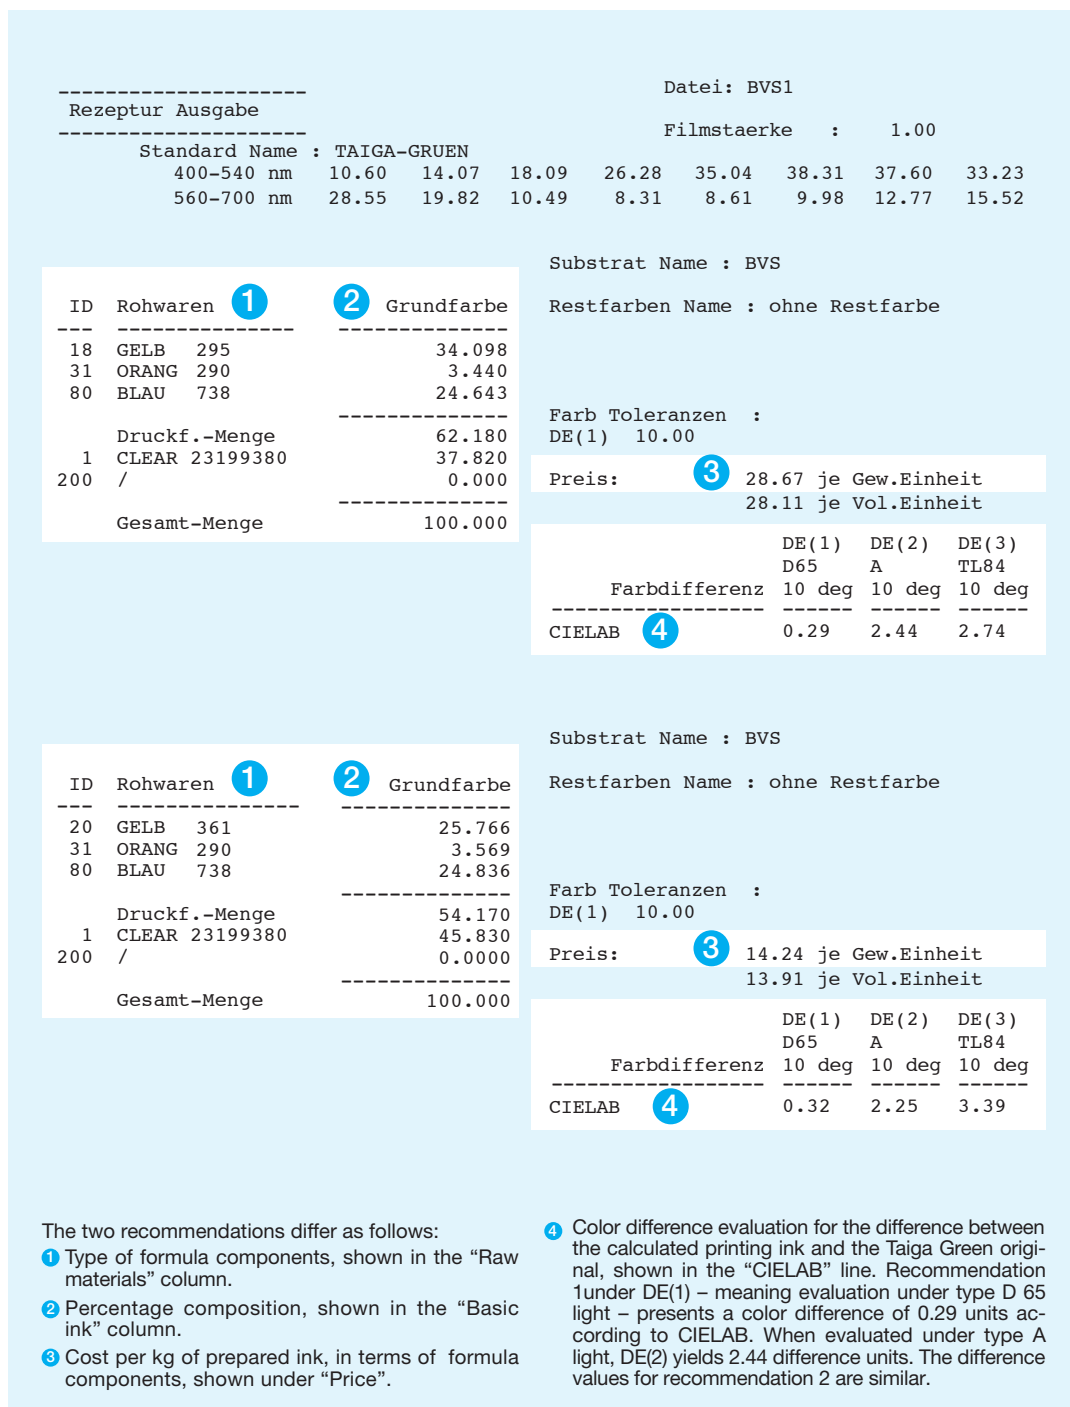 ----------------------
Rezeptur Ausgabe
----------------------
Datei: BVS1
Filmstaerke : 1.00
Standard Name : TAIGA-GRUEN
400-540 nm 10.60 14.07 18.09 26.28 35.04 38.31 37.60 33.23
560-700 nm 28.55 19.82 10.49 8.31 8.61 9.98 12.77 15.52
ID Rohwaren 1 2 Grundfarbe
--- --------------- --------------
18 GELB 295 34.098
31 ORANG 290 3.440
80 BLAU 738 24.643
--------------
Druckf.-Menge 62.180
1 CLEAR 23199380 37.820
200 / 0.000
--------------
Gesamt-Menge 100.000
Substrat Name : BVS
Restfarben Name : ohne Restfarbe
Farb Toleranzen :
DE(1) 10.00
Preis: 3 28.67 je Gew.Einheit
28.11 je Vol.Einheit
DE(1) DE(2) DE(3)
D65 A TL84
Farbdifferenz 10 deg 10 deg 10 deg
------------------ ------ ------ ------
CIELAB 4 0.29 2.44 2.74
ID Rohwaren 1 2 Grundfarbe
--- --------------- --------------
20 GELB 361 25.766
31 ORANG 290 3.569
80 BLAU 738 24.836
--------------
Druckf.-Menge 54.170
1 CLEAR 23199380 45.830
200 / 0.0000
--------------
Gesamt-Menge 100.000
Substrat Name : BVS
Restfarben Name : ohne Restfarbe
Farb Toleranzen :
DE(1) 10.00
Preis: 3 14.24 je Gew.Einheit
13.91 je Vol.Einheit
DE(1) DE(2) DE(3)
D65 A TL84
Farbdifferenz 10 deg 10 deg 10 deg
------------------ ------ ------ ------
CIELAB 4 0.32 2.25 3.39
The two recommendations differ as follows:
1 Type of formula components, shown in the “Raw
materials” column.
2 Percentage composition, shown in the “Basic
ink” column.
3 Cost per kg of prepared ink, in terms of formula
components, shown under “Price”.
4 Color difference evaluation for the difference between
the calculated printing ink and the Taiga Green origi-
nal, shown in the “CIELAB” line. Recommendation
1under DE(1) – meaning evaluation under type D 65
light – presents a color difference of 0.29 units ac-
cording to CIELAB. When evaluated under type A
light, DE(2) yields 2.44 difference units. The difference
values for recommendation 2 are similar.